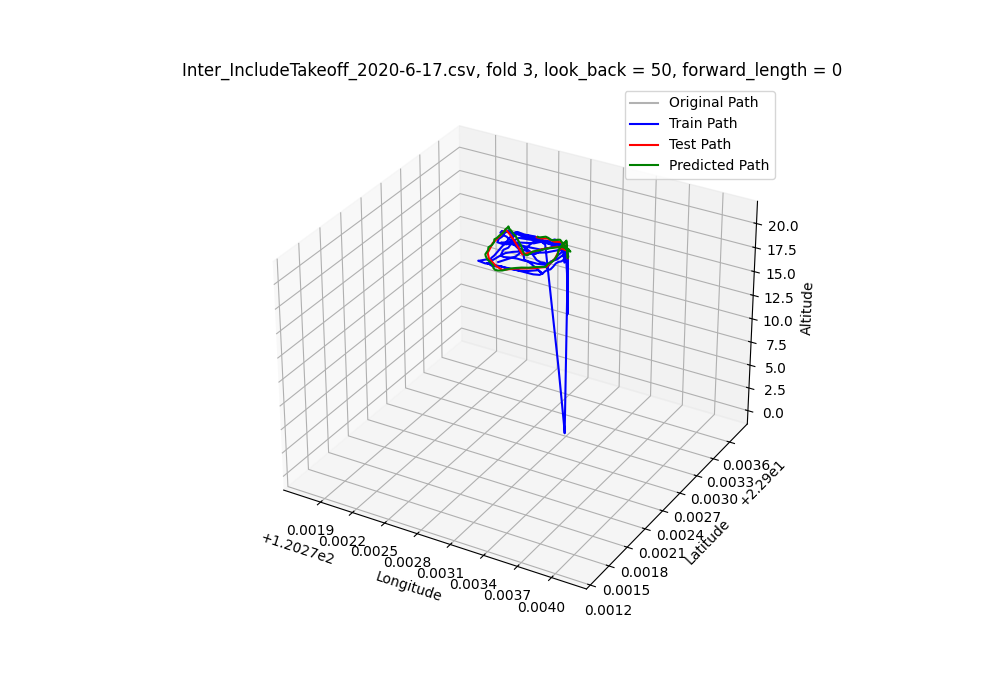 Inter_IncludeTakeoff_2020-6-17.csv, fold 3, look_back = 50, forward_length = 0
Original Path
Train Path
Test Path
Predicted Path
20.0
17.5
15.0
12.5
10.0
7.5
5.0
2.5
0.0
Altitude
0.0036
0.0033
0.0030
0.0027
0.0024
0.0021
0.0018
0.0015
0.0012
+2.29e1
Latitude
0.0019
0.0022
0.0025
0.0028
0.0031
0.0034
0.0037
0.0040
+1.2027e2
Longitude